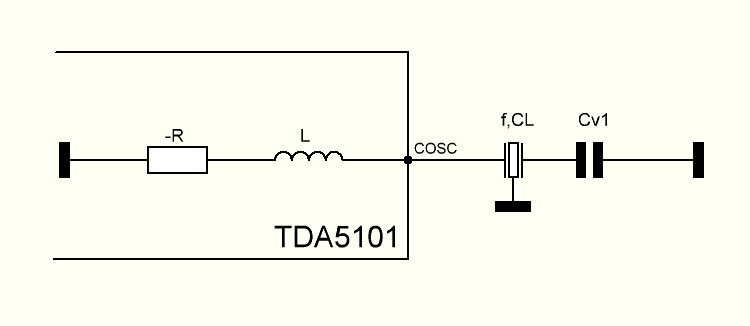 -R
L
COSC
f,CL
Cv1
TDA5101